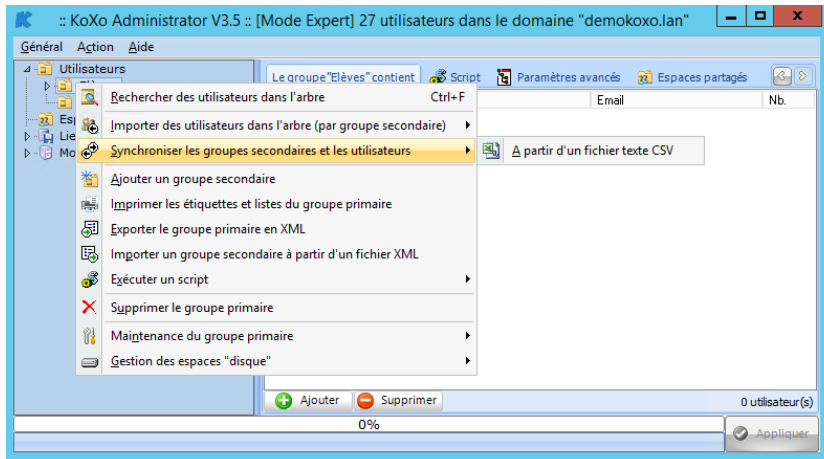 :: KoXo Administrator V3.5 :: [Mode Expert] 27 utilisateurs dans le domaine "demokoxo.lan"
Général Action Aide
Utilisateurs
Le groupe "Elèves" contient Script Paramètres avancés Espaces partagés
Email Nb.
Esp
Lie
Mo
Rechercher des utilisateurs dans l'arbre Ctrl+F
Importer des utilisateurs dans l'arbre (par groupe secondaire)
Synchroniser les groupes secondaires et les utilisateurs
A partir d'un fichier texte CSV
Ajouter un groupe secondaire
Imprimer les étiquettes et listes du groupe primaire
Exporter le groupe primaire en XML
Importer un groupe secondaire à partir d'un fichier XML
Exécuter un script
Supprimer le groupe primaire
Maintenance du groupe primaire
Gestion des espaces "disque"
Ajouter Supprimer 0 utilisateur(s)
0% Appliquer